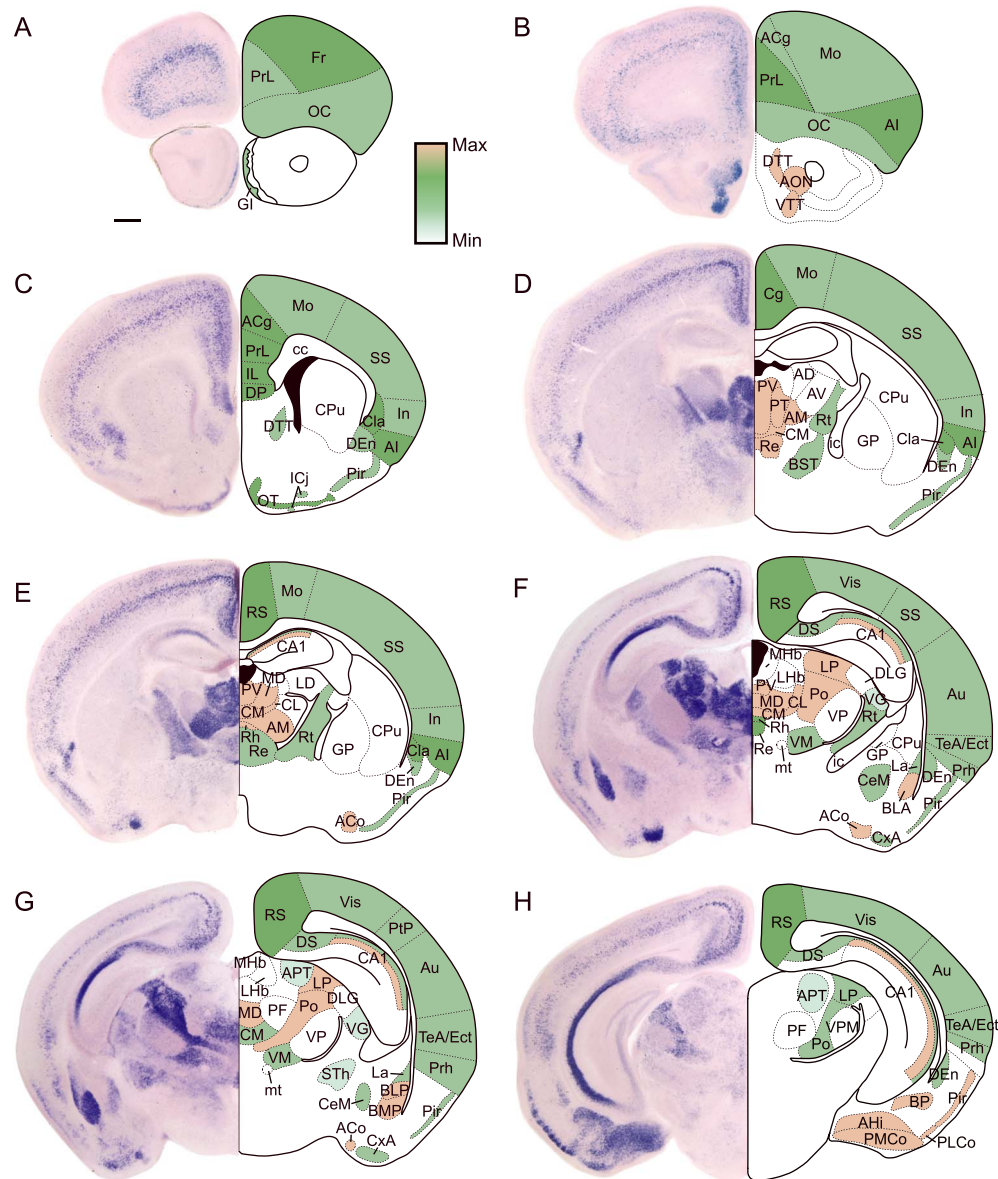 A
Fr
PrL
OC
GI
Max
Min
B
ACg
Mo
PrL
AI
OC
DTT
AON
VTT
C
Mo
ACg
PrL
cc
SS
IL
DP
CPu
DTT
Cla
In
DEn
AI
Pir
ICj
OT
D
Mo
Cg
SS
PV
AD
AV
CPu
PT
AM
Rt
In
CM
Re
ic
GP
Cla
AI
BST
DEn
Pir
E
RS
Mo
SS
CA1
MD
LD
PV
CL
CM
AM
In
Rh
Rt
CPu
Re
GP
Cla
AI
DEn
Pir
ACo
F
RS
Vis
SS
DS
CA1
MHb
LP
DLG
LHb
PV
Po
VG
Au
MD
CL
CM
VP
Rt
Rh
Re
VM
mt
ic
GP
CPu
TeA/Ect
La
CeM
DEn
Prh
BLA
Pir
ACo
CxA
G
RS
Vis
PtP
DS
CA1
Au
MHb
APT
LHb
LP
DLG
MD
PF
Po
VG
CM
VP
TeA/Ect
VM
mt
STh
La
Prh
BLP
CeM
BMP
Pir
ACo
CxA
H
RS
Vis
DS
Au
APT
LP
CA1
PF
VPM
TeA/Ect
Po
Prh
DEn
BP
Pir
AHi
PMCo
PLCo